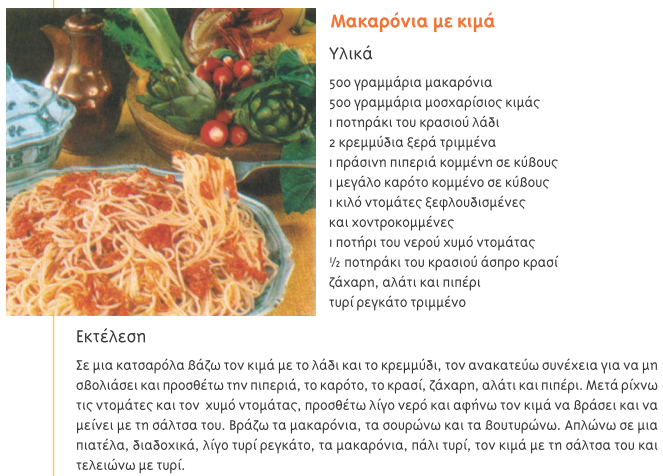 Μακαρόνια με κιμά
Υλικά
500 γραμμάρια μακαρόνια
500 γραμμάρια μοσχαρίσιος κιμάς
1 ποτηράκι του κρασιού λάδι
2 κρεμμύδια ξερά τριμμένα
1 πράσινη πιπεριά κομμένη σε κύβους
1 μεγάλο καρότο κομμένο σε κύβους
1 κιλό ντομάτες ξεφλουδισμένες
και χοντροκομμένες
1 ποτήρι του νερού χυμό ντομάτας
½ ποτηράκι του κρασιού άσπρο κρασί
ζάχαρη, αλάτι και πιπέρι
τυρί ρεγκάτο τριμμένο
Εκτέλεση
Σε μια κατσαρόλα βάζω τον κιμά με το λάδι και το κρεμμύδι, τον ανακατεύω συνέχεια για να μη
σβολιάσει και προσθέτω την πιπεριά, το καρότο, το κρασί, ζάχαρη, αλάτι και πιπέρι. Μετά ρίχνω
τις ντομάτες και τον χυμό ντομάτας, προσθέτω λίγο νερό και αφήνω τον κιμά να βράσει και να
μείνει με τη σάλτσα του. Βράζω τα μακαρόνια, τα σουρώνω και τα βουτυρώνω. Απλώνω σε μια
πιατέλα, διαδοχικά, λίγο τυρί ρεγκάτο, τα μακαρόνια, πάλι τυρί, τον κιμά με τη σάλτσα του και
τελειώνω με τυρί.